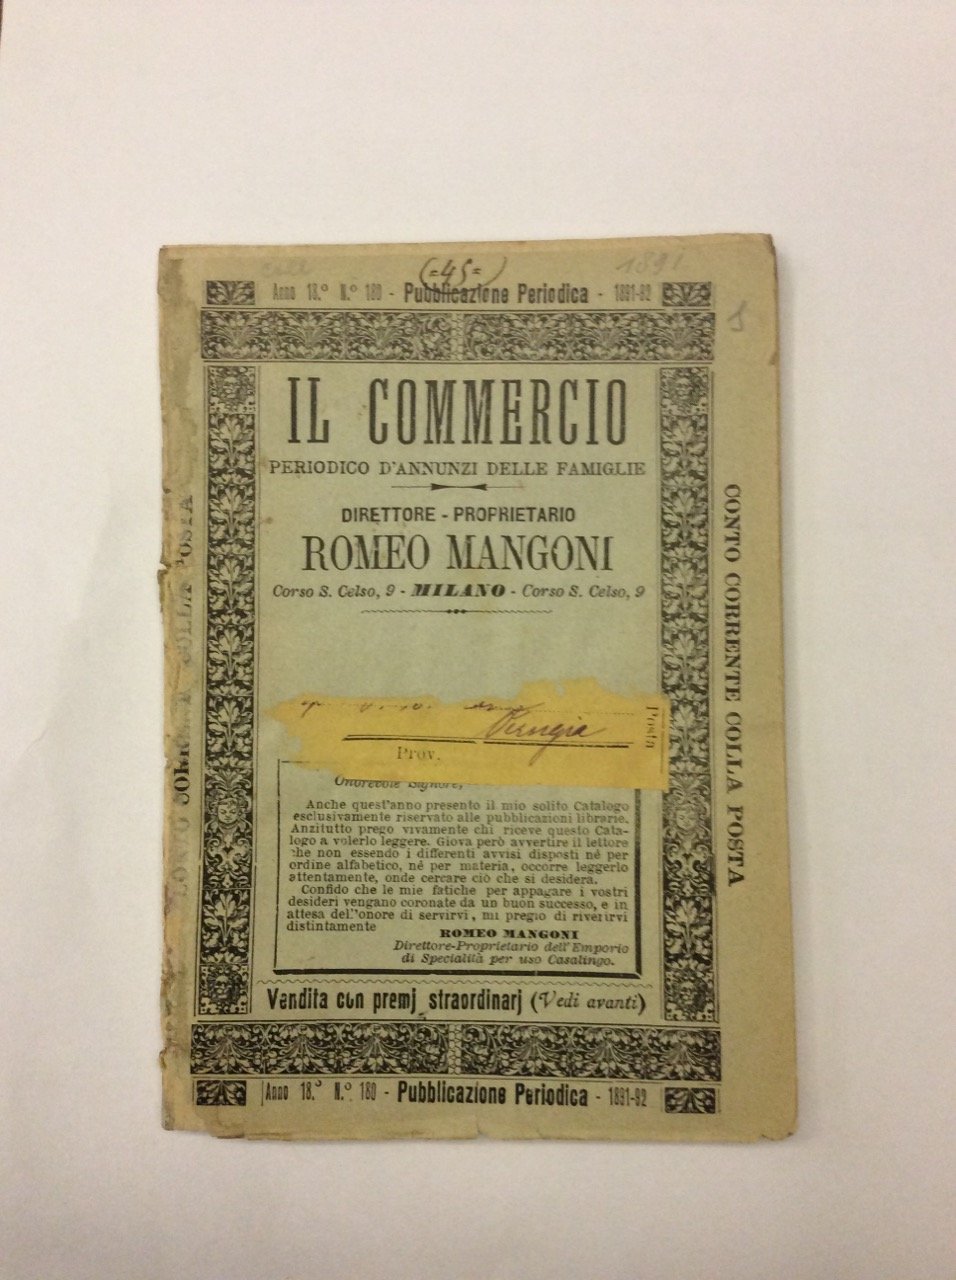 (=45=)
1891
Anno 18.º N.º 180 - Pubblicazione Periodica - 1891-92
IL COMMERCIO
PERIODICO D'ANNUNZI DELLE FAMIGLIE
DIRETTORE - PROPRIETARIO
ROMEO MANGONI
Corso S. Celso, 9 - MILANO - Corso S. Celso, 9
Perugia
Posta
Prov.
Onorevole Signore,
Anche quest'anno presento il mio solito Catalogo
esclusivamente riservato alle pubblicazioni librarie.
Anzitutto prego vivamente chi riceve questo Cata-
logo a volerlo leggere. Giova però avvertire il lettore
che non essendo i differenti avvisi disposti nè per
ordine alfabetico, nè per materia, occorre leggerlo
attentamente, onde cercare ciò che si desidera.
Confido che le mie fatiche per appagare i vostri
desideri vengano coronate da un buon successo, e in
attesa dell'onore di servirvi, mi pregio di riverirvi
distintamente
ROMEO MANGONI
Direttore-Proprietario dell'Emporio
di Specialità per uso Casalingo.
Vendita con premj straordinarj (Vedi avanti)
Anno 18.º N.º 180 - Pubblicazione Periodica - 1891-92
CONTO CORRENTE COLLA POSTA
COLLA POSTA